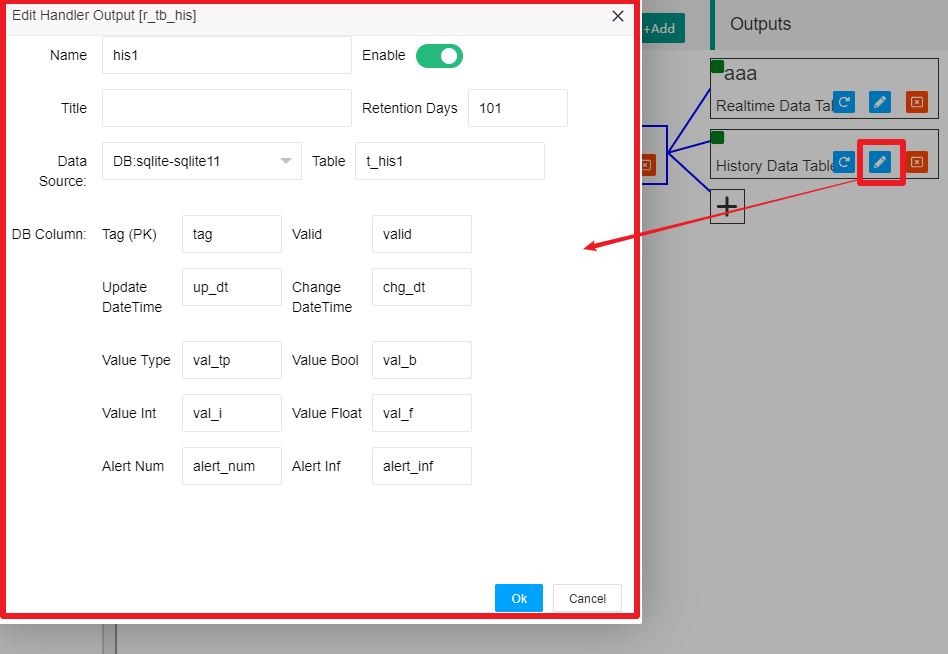 Edit Handler Output [r_tb_his]
Name his1 Enable
Title Retention Days 101
Data Source: DB:sqlite-sqlite11 Table t_his1
DB Column: Tag (PK) tag Valid valid
Update DateTime up_dt Change DateTime chg_dt
Value Type val_tp Value Bool val_b
Value Int val_i Value Float val_f
Alert Num alert_num Alert Inf alert_inf
Ok Cancel
+Add
Outputs
aaa
Realtime Data Tal
History Data Table